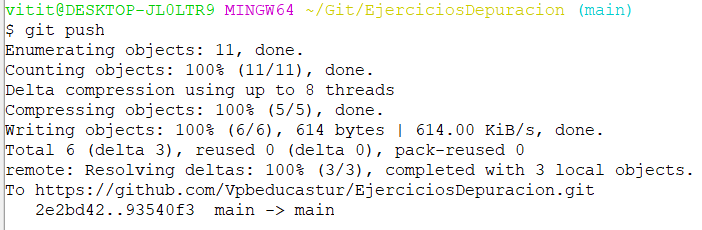 vitit@DESKTOP-JL0LTR9 MINGW64 ~/Git/EjerciciosDepuracion (main)
$ git push
Enumerating objects: 11, done.
Counting objects: 100% (11/11), done.
Delta compression using up to 8 threads
Compressing objects: 100% (5/5), done.
Writing objects: 100% (6/6), 614 bytes | 614.00 KiB/s, done.
Total 6 (delta 3), reused 0 (delta 0), pack-reused 0
remote: Resolving deltas: 100% (3/3), completed with 3 local objects.
To https://github.com/Vpbeducastur/EjerciciosDepuracion.git
   2e2bd42..93540f3  main -> main